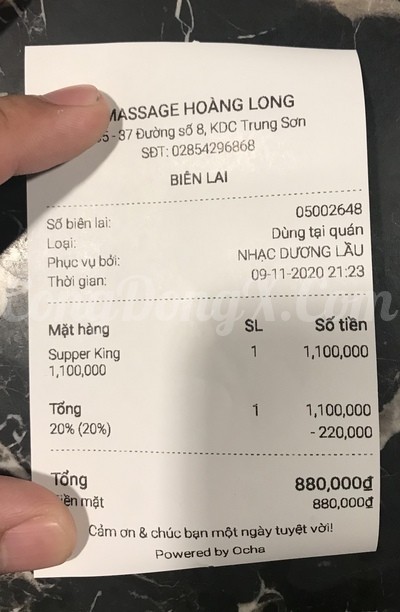 MASSAGE HOÀNG LONG
5 - 37 Đường số 8, KDC Trung Sơn
SĐT: 02854296868
BIÊN LAI
Số biên lai: 05002648
Loại: Dùng tại quán
Phục vụ bởi: NHẠC DƯƠNG LẦU
Thời gian: 09-11-2020 21:23
Mặt hàng SL Số tiền
Supper King 1 1,100,000
1,100,000
Tổng 1 1,100,000
20% (20%) -220,000
Tổng 880,000₫
iền mặt 880,000₫
Cảm ơn & chúc bạn một ngày tuyệt vời!
Powered by Ocha